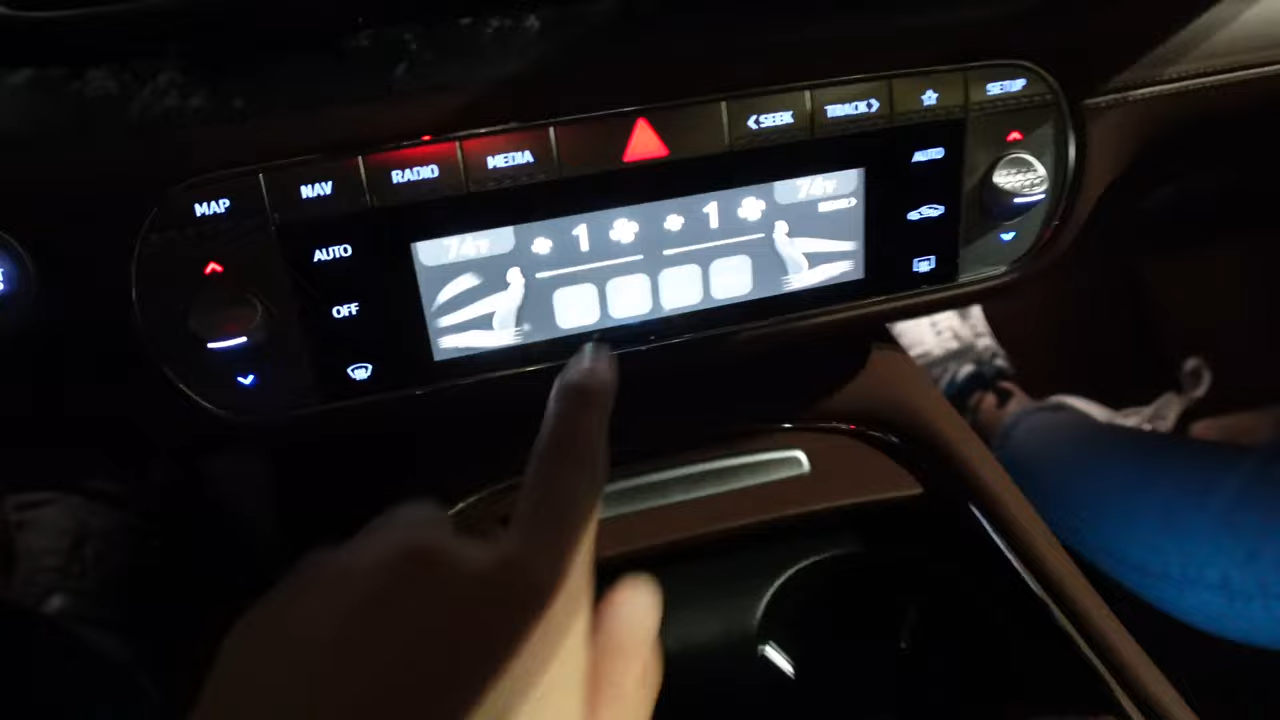 MAP
NAV
RADIO
MEDIA
< SEEK
TRACK >
SETUP
AUTO
OFF
74°F
1
1
74°F
AUTO